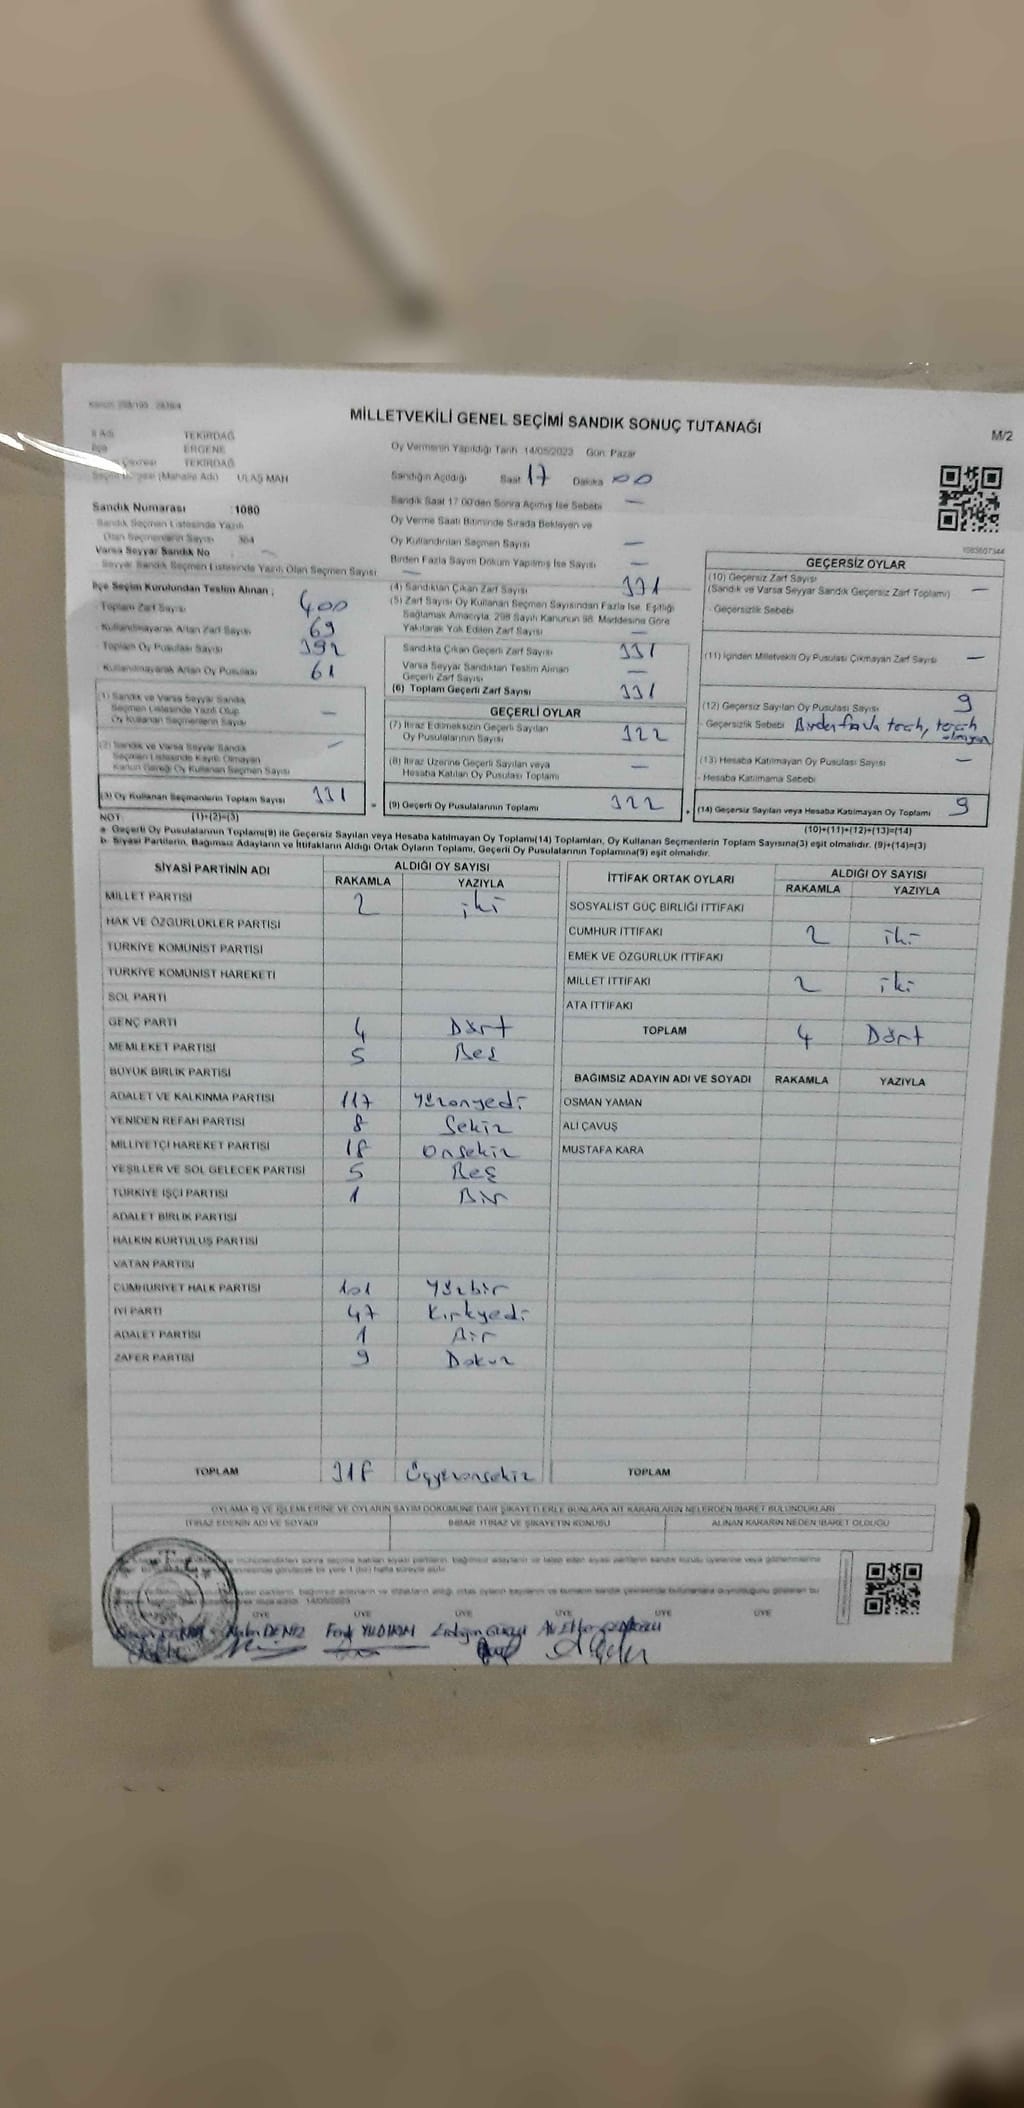 MİLLETVEKİLİ GENEL SEÇİMİ SANDIK SONUÇ TUTANAĞI
M/2
İl Adı TEKİRDAĞ
İlçe ERGENE
Çevresi TEKİRDAĞ
(Mahalle Adı) ULAŞ MAH
Sandık Numarası : 1080
Sandık Seçmen Listesinde Yazılı
Olan Seçmenlerin Sayısı 364
Varsa Seyyar Sandık No
Seyyar Sandık Seçmen Listesinde Yazılı Olan Seçmen Sayısı —
Oy Vermenin Yapıldığı Tarih 14/05/2023 Gün: Pazar
Sandığın Açıldığı Saat 17 Dakika 00
Sandık Saat 17.00'den Sonra Açımış İse Sebebi —
Oy Verme Saati Bitiminde Sırada Bekleyen ve
Oy Kullandırılan Seçmen Sayısı —
Birden Fazla Sayım Döküm Yapılmış İse Sayısı —
İlçe Seçim Kurulundan Teslim Alınan ;
- Toplam Zarf Sayısı 400
- Kullanılmayarak Artan Zarf Sayısı 69
- Toplam Oy Pusulası Sayısı 392
- Kullanılmayarak Artan Oy Pusulası 61
(1) Sandık ve Varsa Seyyar Sandık
Seçmen Listesinde Yazılı Olup
Oy Kullanan Seçmenlerin Sayısı —
(2) Sandık ve Varsa Seyyar Sandık
Seçmen Listesinde Kayıtlı Olmayan
Kanun Gereği Oy Kullanan Seçmen Sayısı —
(3) Oy Kullanan Seçmenlerin Toplam Sayısı 331
(4) Sandıktan Çıkan Zarf Sayısı 331
(5) Zarf Sayısı Oy Kullanan Seçmen Sayısından Fazla İse, Eşitliği
Sağlamak Amacıyla, 298 Sayılı Kanunun 98. Maddesine Göre
Yakılarak Yok Edilen Zarf Sayısı —
Sandıkta Çıkan Geçerli Zarf Sayısı 331
Varsa Seyyar Sandıktan Teslim Alınan
Geçerli Zarf Sayısı —
(6) Toplam Geçerli Zarf Sayısı 331
GEÇERLİ OYLAR
(7) İtiraz Edilmeksizin Geçerli Sayılan
Oy Pusulalarının Sayısı 322
(8) İtiraz Üzerine Geçerli Sayılan veya
Hesaba Katılan Oy Pusulası Toplamı —
= (9) Geçerli Oy Pusulalarının Toplamı 322
GEÇERSİZ OYLAR
(10) Geçersiz Zarf Sayısı
(Sandık ve Varsa Seyyar Sandık Geçersiz Zarf Toplamı) —
- Geçersizlik Sebebi
(11) İçinden Milletvekili Oy Pusulası Çıkmayan Zarf Sayısı —
(12) Geçersiz Sayılan Oy Pusulası Sayısı 9
- Geçersizlik Sebebi Birden fazla tercih, tercih
olmayan
(13) Hesaba Katılmayan Oy Pusulası Sayısı —
- Hesaba Katılmama Sebebi
+ (14) Geçersiz Sayılan veya Hesaba Katılmayan Oy Toplamı 9
NOT: (1)+(2)=(3)
(10)+(11)+(12)+(13)=(14)
a- Geçerli Oy Pusulalarının Toplamı(9) ile Geçersiz Sayılan veya Hesaba katılmayan Oy Toplamı(14) Toplamları, Oy Kullanan Seçmenlerin Toplam Sayısına(3) eşit olmalıdır. (9)+(14)=(3)
b- Siyasi Partilerin, Bağımsız Adayların ve İttifakların Aldığı Ortak Oyların Toplamı, Geçerli Oy Pusulalarının Toplamına(9) eşit olmalıdır.
SİYASİ PARTİNİN ADI
ALDIĞI OY SAYISI
RAKAMLA YAZIYLA
MİLLET PARTİSİ 2 iki
HAK VE ÖZGÜRLÜKLER PARTİSİ
TÜRKİYE KOMÜNİST PARTİSİ
TÜRKİYE KOMÜNİST HAREKETİ
SOL PARTİ
GENÇ PARTİ 4 Dört
MEMLEKET PARTİSİ 5 Beş
BÜYÜK BİRLİK PARTİSİ
ADALET VE KALKINMA PARTİSİ 117 Yüzonyedi
YENİDEN REFAH PARTİSİ 8 Sekiz
MİLLİYETÇİ HAREKET PARTİSİ 18 Onsekiz
YEŞİLLER VE SOL GELECEK PARTİSİ 5 Beş
TÜRKİYE İŞÇİ PARTİSİ 1 Bir
ADALET BİRLİK PARTİSİ
HALKIN KURTULUŞ PARTİSİ
VATAN PARTİSİ
CUMHURİYET HALK PARTİSİ 101 Yüzbir
İYİ PARTİ 47 Kırkyedi
ADALET PARTİSİ 1 Bir
ZAFER PARTİSİ 9 Dokuz
TOPLAM 318 Üçyüzonsekiz
İTTİFAK ORTAK OYLARI
ALDIĞI OY SAYISI
RAKAMLA YAZIYLA
SOSYALİST GÜÇ BİRLİĞİ İTTİFAKI
CUMHUR İTTİFAKI 2 iki
EMEK VE ÖZGÜRLÜK İTTİFAKI
MİLLET İTTİFAKI 2 iki
ATA İTTİFAKI
TOPLAM 4 Dört
BAĞIMSIZ ADAYIN ADI VE SOYADI RAKAMLA YAZIYLA
OSMAN YAMAN
ALİ ÇAVUŞ
MUSTAFA KARA
TOPLAM
OYLAMA İŞ VE İŞLEMLERİNE VE OYLARIN SAYIM DÖKÜMÜNE DAİR ŞİKAYETLERLE BUNLARA AİT KARARLARIN NELERDEN İBARET BULUNDUKLARI
İTİRAZ EDENİN ADI VE SOYADI
İHBAR İTİRAZ VE ŞİKAYETİN KONUSU
ALINAN KARARIN NEDEN İBARET OLDUĞU
14/05/2023
ÜYE ÜYE ÜYE ÜYE ÜYE ÜYE
DENİZ YILDIRIM